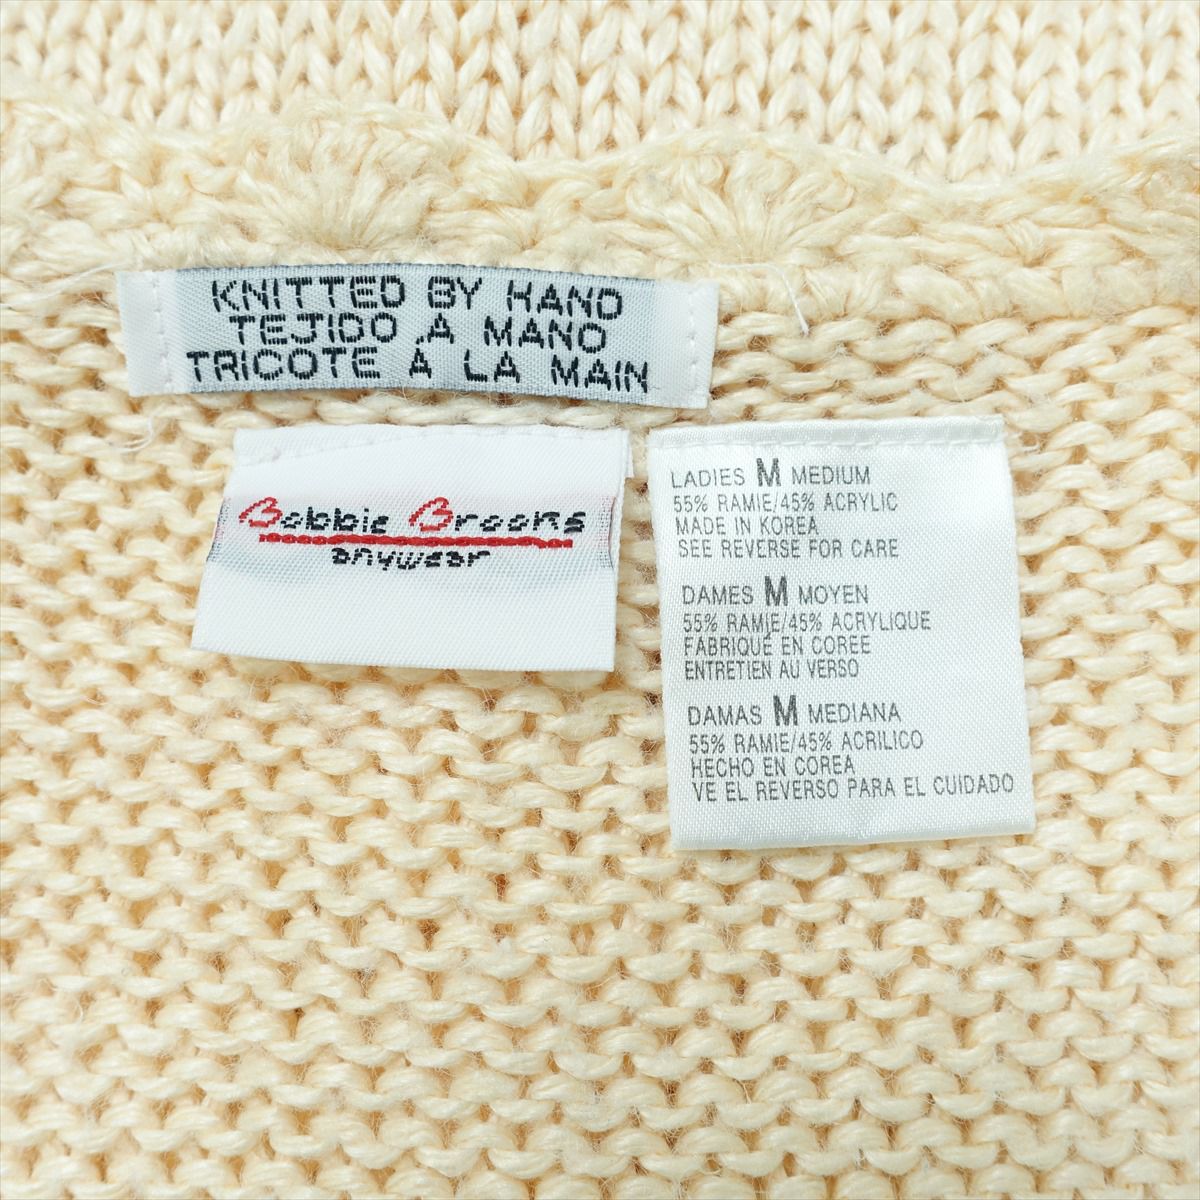 KNITTED BY HAND
TEJIDO A MANO
TRICOTE A LA MAIN
Bobbie Brooks
anywear
LADIES M MEDIUM
55% RAMIE/45% ACRYLIC
MADE IN KOREA
SEE REVERSE FOR CARE
DAMES M MOYEN
55% RAMIE/45% ACRYLIQUE
FABRIQUÉ EN COREE
ENTRETIEN AU VERSO
DAMAS M MEDIANA
55% RAMIE/45% ACRILICO
HECHO EN COREA
VE EL REVERSO PARA EL CUIDADO